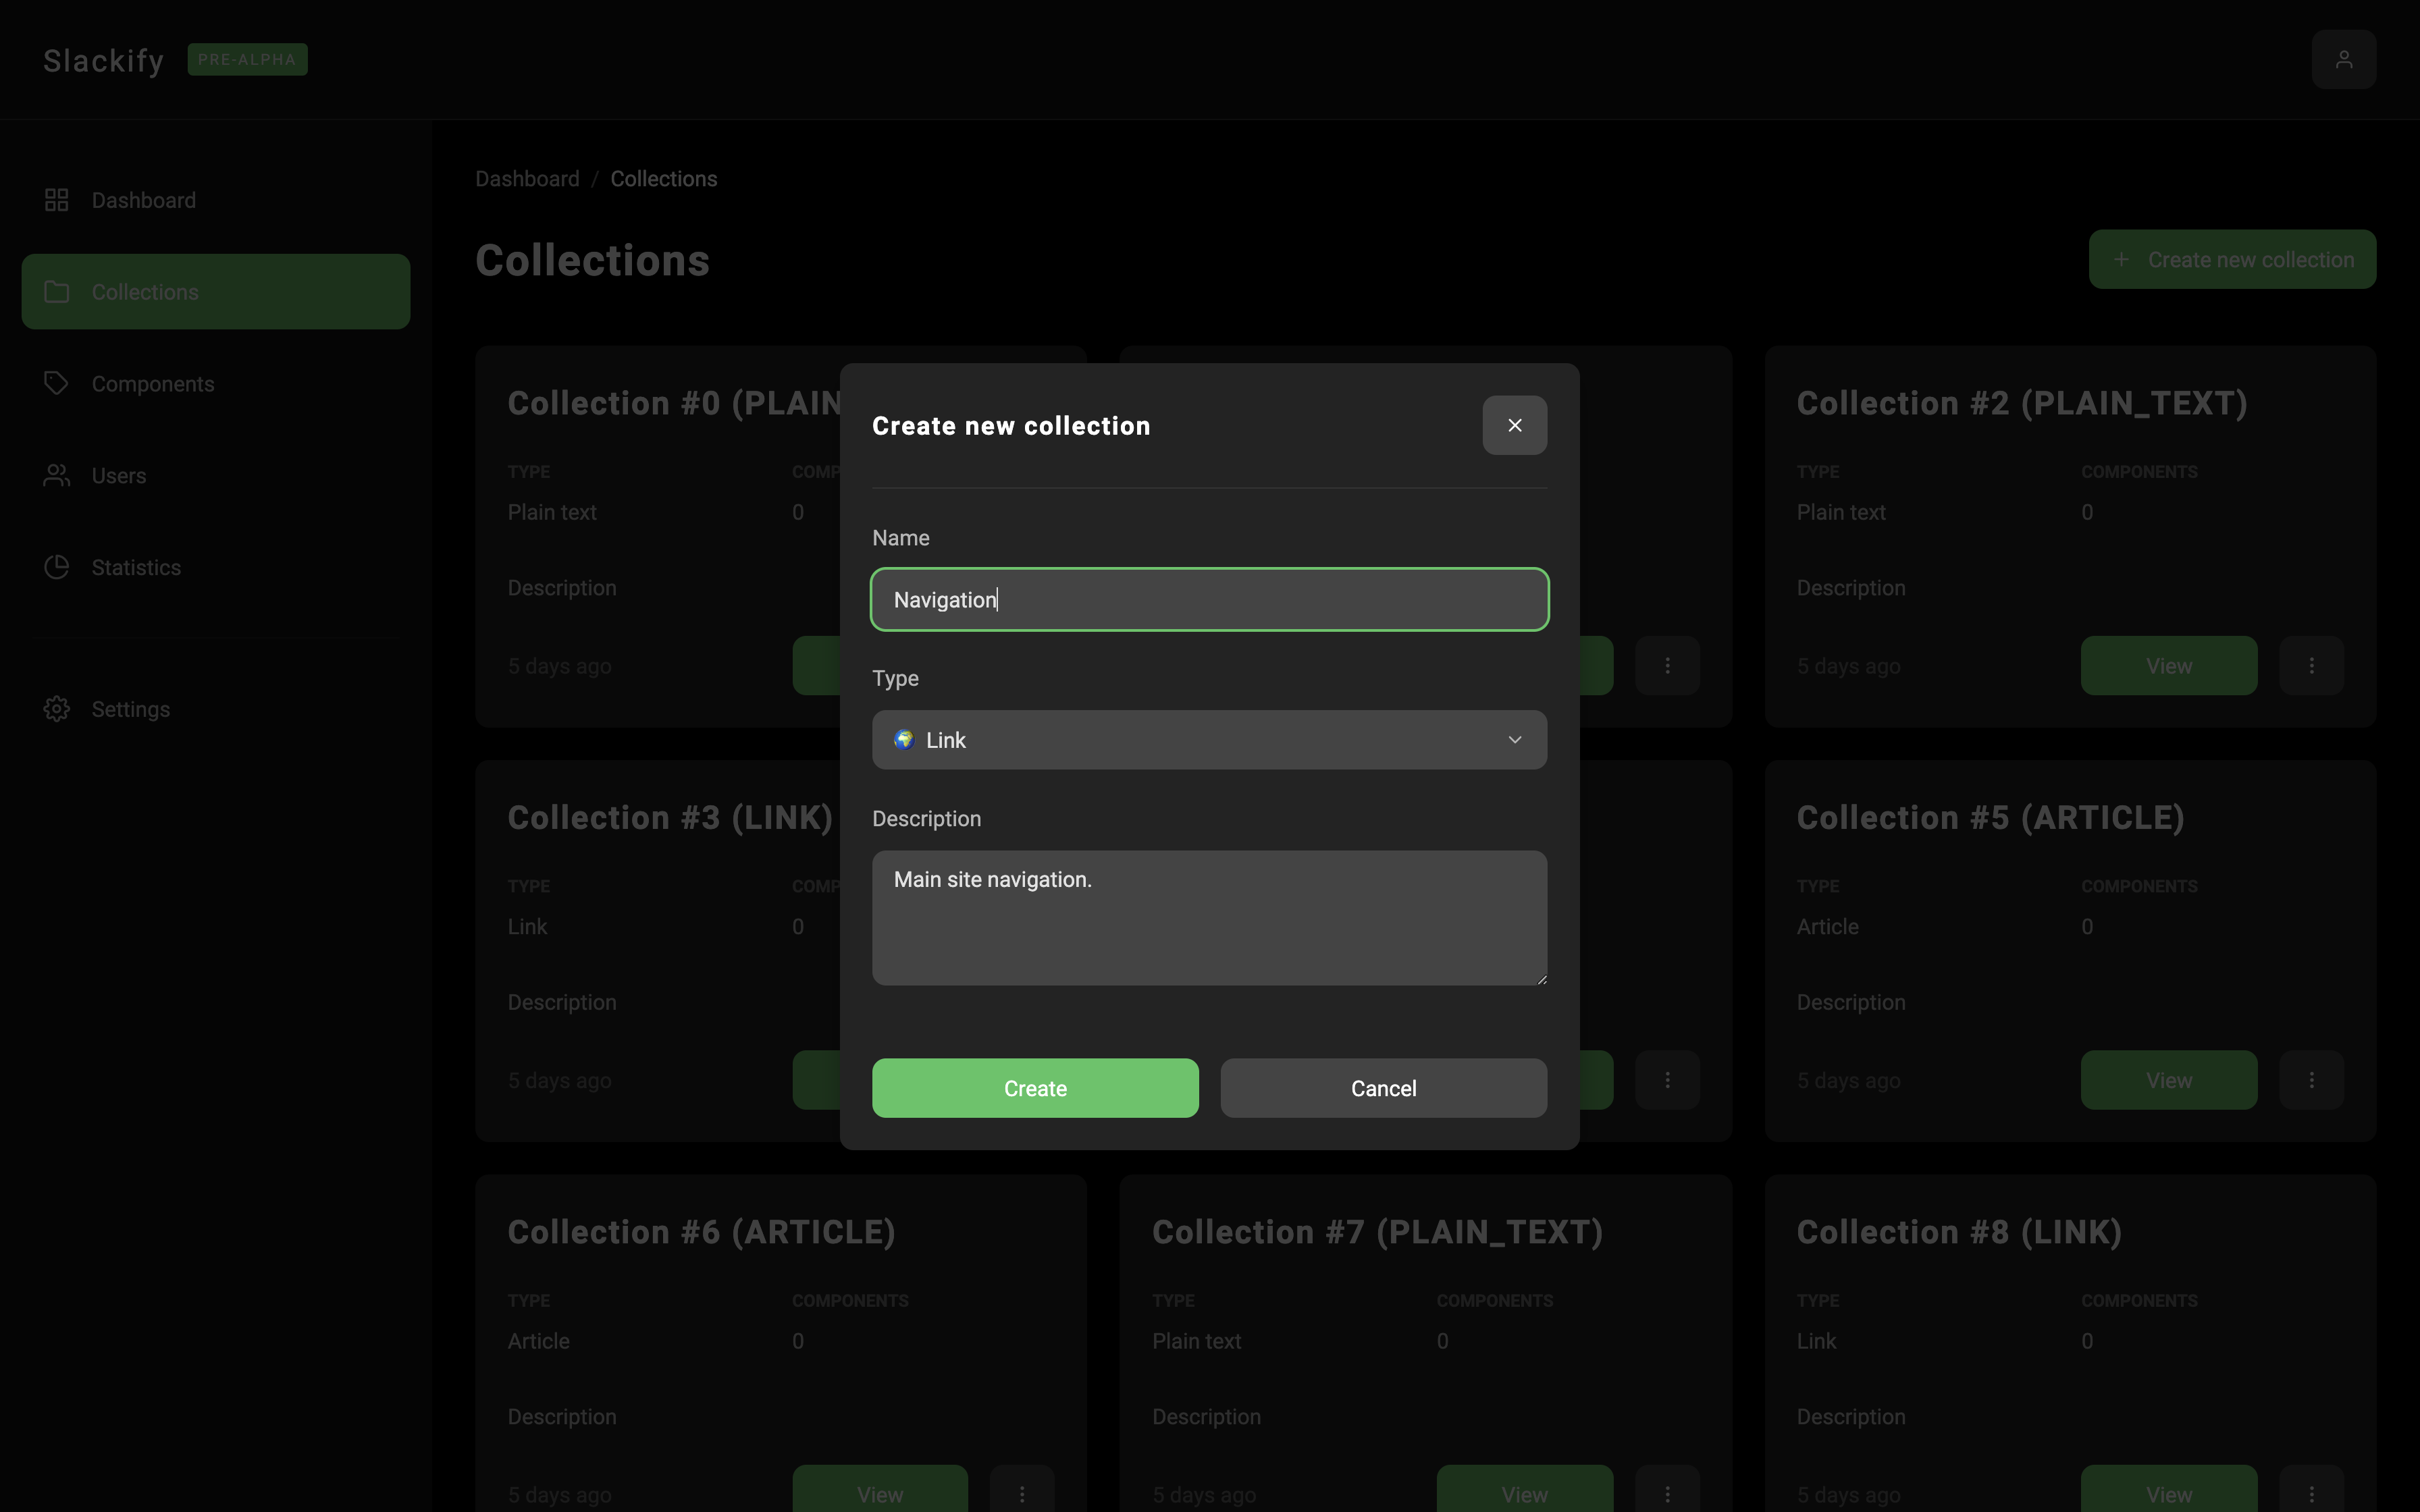 Slackify PRE-ALPHA
Dashboard
Collections
Components
Users
Statistics
Settings
Dashboard / Collections
Collections
Create new collection
Collection #0 (PLAIN
TYPE COMP
Plain text 0
Description
5 days ago
Collection #2 (PLAIN_TEXT)
TYPE COMPONENTS
Plain text 0
Description
5 days ago View
Collection #3 (LINK)
TYPE COMP
Link 0
Description
5 days ago
Collection #5 (ARTICLE)
TYPE COMPONENTS
Article 0
Description
5 days ago View
Collection #6 (ARTICLE)
TYPE COMPONENTS
Article 0
Description
5 days ago View
Collection #7 (PLAIN_TEXT)
TYPE COMPONENTS
Plain text 0
Description
5 days ago View
Collection #8 (LINK)
TYPE COMPONENTS
Link 0
Description
5 days ago View
Create new collection
Name
Navigation
Type
Link
Description
Main site navigation.
Create Cancel